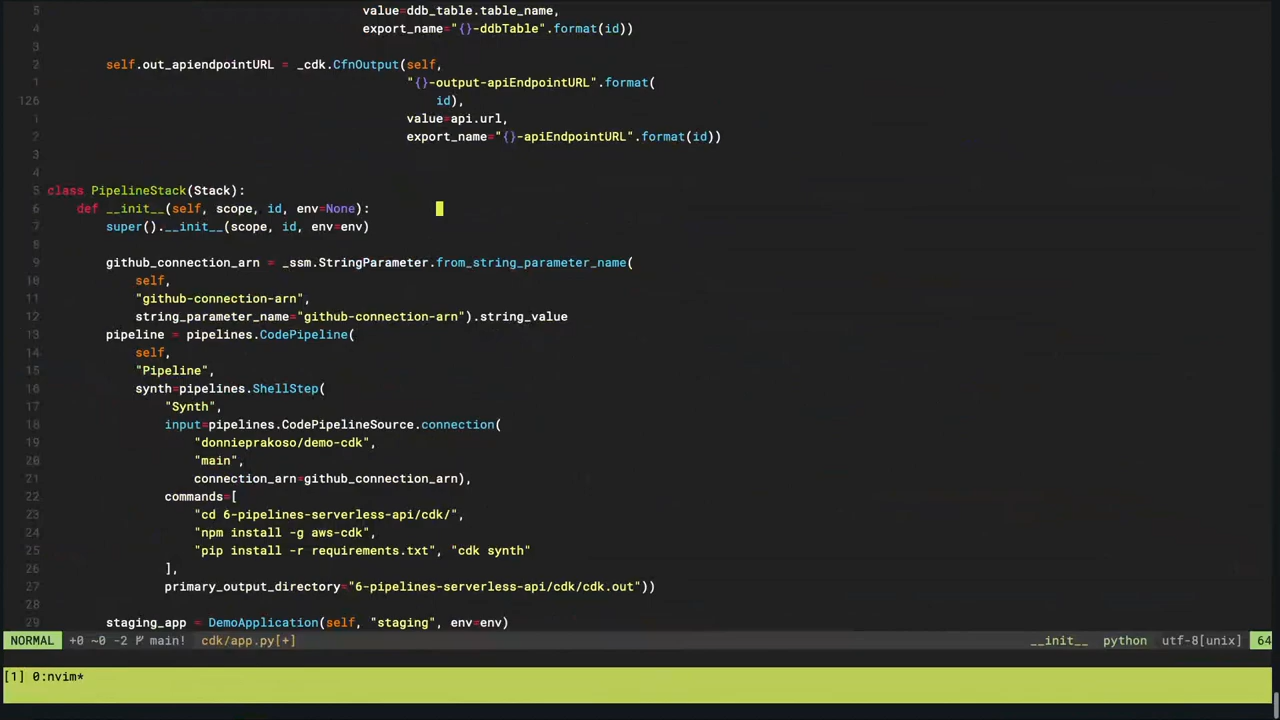 5 value=ddb_table.table_name,
4 export_name="{}-ddbTable".format(id))
3
2 self.out_apiendpointURL = _cdk.CfnOutput(self,
1 "{}-output-apiEndpointURL".format(
126 id),
1 value=api.url,
2 export_name="{}-apiEndpointURL".format(id))
3
4
5 class PipelineStack(Stack):
6 def __init__(self, scope, id, env=None):
7 super().__init__(scope, id, env=env)
8
9 github_connection_arn = _ssm.StringParameter.from_string_parameter_name(
10 self,
11 "github-connection-arn",
12 string_parameter_name="github-connection-arn").string_value
13 pipeline = pipelines.CodePipeline(
14 self,
15 "Pipeline",
16 synth=pipelines.ShellStep(
17 "Synth",
18 input=pipelines.CodePipelineSource.connection(
19 "donnieprakoso/demo-cdk",
20 "main",
21 connection_arn=github_connection_arn),
22 commands=[
23 "cd 6-pipelines-serverless-api/cdk/",
24 "npm install -g aws-cdk",
25 "pip install -r requirements.txt", "cdk synth"
26 ],
27 primary_output_directory="6-pipelines-serverless-api/cdk/cdk.out"))
28
29 staging_app = DemoApplication(self, "staging", env=env)
NORMAL +0 ~0 -2 main! cdk/app.py[+] __init__ python utf-8[unix] 64
[1] 0:nvim*